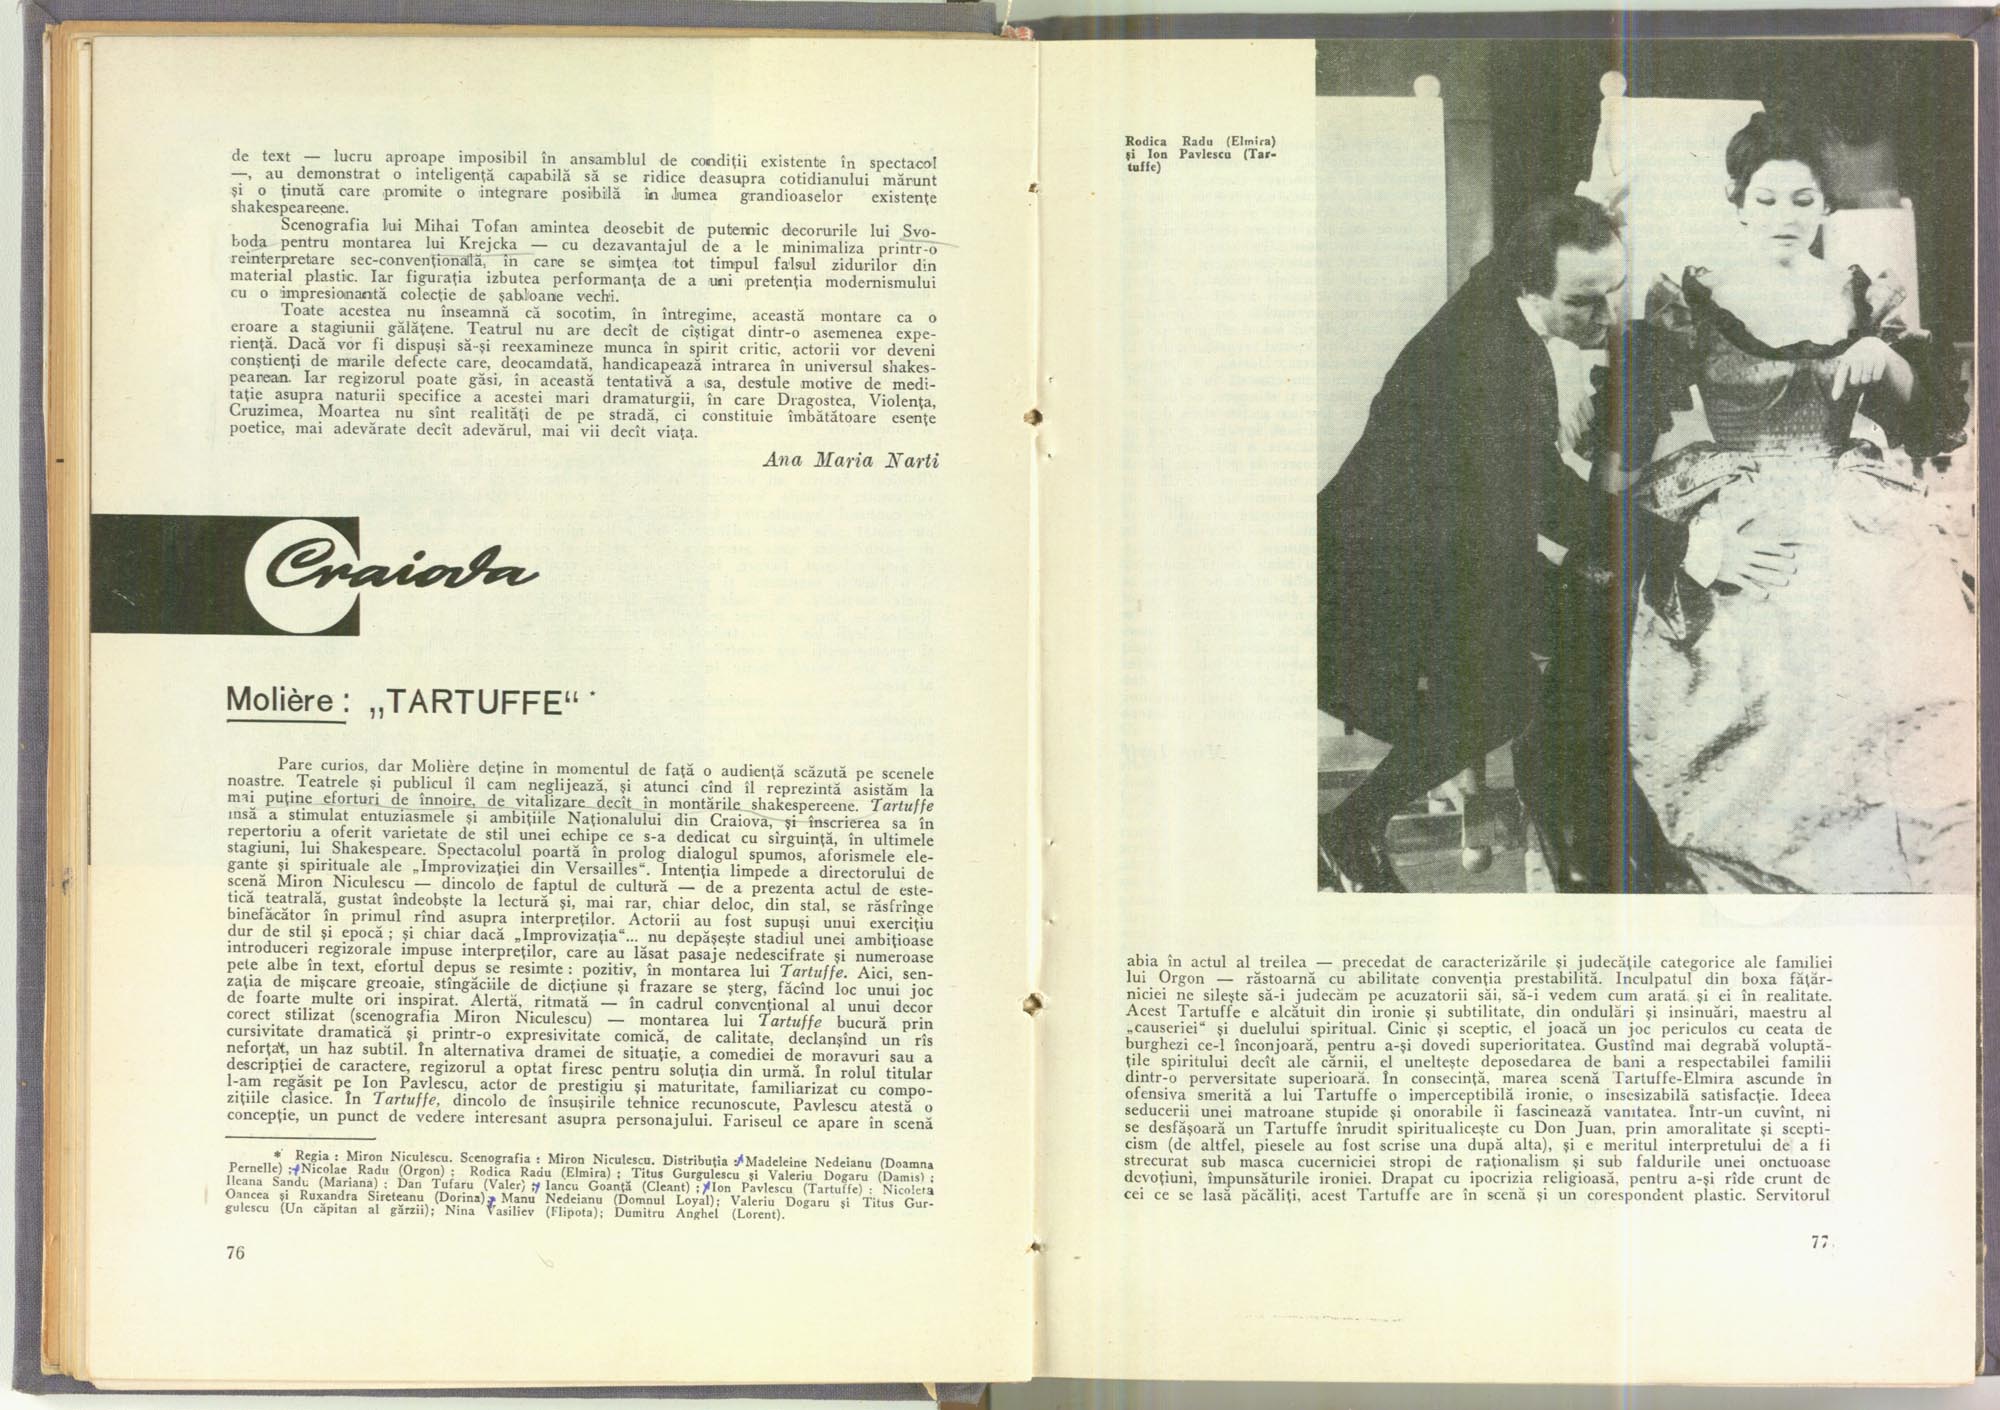 de text — lucru aproape imposibil în ansamblul de condiții existente în spectacol
—, au demonstrat o inteligență capabilă să se ridice deasupra cotidianului mărunt
și o ținută care promite o integrare posibilă în lumea grandioaselor existențe
shakespeareene.
Scenografia lui Mihai Tofan amintea deosebit de puternic decorurile lui Svo-
boda pentru montarea lui Krejcka — cu dezavantajul de a le minimaliza printr-o
reinterpretare sec-convențională, în care se simțea tot timpul falsul zidurilor din
material plastic. Iar figurația izbutea performanța de a uni pretenția modernismului
cu o impresionantă colecție de șabloane vechi.
Toate acestea nu înseamnă că socotim, în întregime, această montare ca o
eroare a stagiunii gălățene. Teatrul nu are decît de cîștigat dintr-o asemenea expe-
riență. Dacă vor fi dispuși să-și reexamineze munca în spirit critic, actorii vor deveni
conștienți de marile defecte care, deocamdată, handicapează intrarea în universul shakes-
pearean. Iar regizorul poate găsi, în această tentativă a sa, destule motive de medi-
tație asupra naturii specifice a acestei mari dramaturgii, în care Dragostea, Violența,
Cruzimea, Moartea nu sînt realități de pe stradă, ci constituie îmbătătoare esențe
poetice, mai adevărate decît adevărul, mai vii decît viața.
Ana Maria Narti
Craiova
Molière : „TARTUFFE“ *
Pare curios, dar Molière deține în momentul de față o audiență scăzută pe scenele
noastre. Teatrele și publicul îl cam neglijează, și atunci cînd îl reprezintă asistăm la
mai puține eforturi de înnoire, de vitalizare decît în montările shakespercene. Tartuffe
însă a stimulat entuziasmele și ambițiile Naționalului din Craiova, și înscrierea sa în
repertoriu a oferit varietate de stil unei echipe ce s-a dedicat cu sîrguință, în ultimele
stagiuni, lui Shakespeare. Spectacolul poartă în prolog dialogul spumos, aforismele ele-
gante și spirituale ale „Improvizației din Versailles“. Intenția limpede a directorului de
scenă Miron Niculescu — dincolo de faptul de cultură — de a prezenta actul de este-
tică teatrală, gustat îndeobște la lectură și, mai rar, chiar deloc, din stal, se răsfrînge
binefăcător în primul rînd asupra interpreților. Actorii au fost supuși unui exercițiu
dur de stil și epocă ; și chiar dacă „Improvizația“... nu depășește stadiul unei ambițioase
introduceri regizorale impuse interpreților, care au lăsat pasaje nedescifrate și numeroase
pete albe în text, efortul depus se resimte : pozitiv, în montarea lui Tartuffe. Aici, sen-
zația de mișcare greoaie, stîngăciile de dicțiune și frazare se șterg, făcînd loc unui joc
de foarte multe ori inspirat. Alertă, ritmată — în cadrul convențional al unui decor
corect stilizat (scenografia Miron Niculescu) — montarea lui Tartuffe bucură prin
cursivitate dramatică și printr-o expresivitate comică, de calitate, declanșînd un rîs
neforțat, un haz subtil. În alternativa dramei de situație, a comediei de moravuri sau a
descripției de caractere, regizorul a optat firesc pentru soluția din urmă. În rolul titular
l-am regăsit pe Ion Pavlescu, actor de prestigiu și maturitate, familiarizat cu compo-
zițiile clasice. În Tartuffe, dincolo de însușirile tehnice recunoscute, Pavlescu atestă o
concepție, un punct de vedere interesant asupra personajului. Fariseul ce apare în scenă
* Regia : Miron Niculescu. Scenografia : Miron Niculescu. Distribuția : Madeleine Nedeianu (Doamna
Pernelle) ; Nicolae Radu (Orgon) ; Rodica Radu (Elmira) ; Titus Gurgulescu și Valeriu Dogaru (Damis) ;
Ileana Sandu (Mariana) ; Dan Tufaru (Valer) ; Iancu Goanță (Cleant) ; Ion Pavlescu (Tartuffe) ; Nicoleta
Oancea și Ruxandra Sireteanu (Dorina) ; Manu Nedeianu (Domnul Loyal); Valeriu Dogaru și Titus Gur-
gulescu (Un căpitan al gărzii); Nina Vasiliev (Flipota); Dumitru Anghel (Lorent).
76
Rodica Radu (Elmira)
și Ion Pavlescu (Tar-
tuffe)
abia în actul al treilea — precedat de caracterizările și judecățile categorice ale familiei
lui Orgon — răstoarnă cu abilitate convenția prestabilită. Inculpatul din boxa fățăr-
niciei ne silește să-i judecăm pe acuzatorii săi, să-i vedem cum arată și ei în realitate.
Acest Tartuffe e alcătuit din ironie și subtilitate, din ondulări și insinuări, maestru al
„causeriei“ și duelului spiritual. Cinic și sceptic, el joacă un joc periculos cu ceata de
burghezi ce-l înconjoară, pentru a-și dovedi superioritatea. Gustînd mai degrabă voluptă-
țile spiritului decît ale cărnii, el uneltește deposedarea de bani a respectabilei familii
dintr-o perversitate superioară. În consecință, marea scenă Tartuffe-Elmira ascunde în
ofensiva smerită a lui Tartuffe o imperceptibilă ironie, o insesizabilă satisfacție. Ideea
seducerii unei matroane stupide și onorabile îi fascinează vanitatea. Într-un cuvînt, ni
se desfășoară un Tartuffe înrudit spiritualicește cu Don Juan, prin amoralitate și scepti-
cism (de altfel, piesele au fost scrise una după alta), și e meritul interpretului de a fi
strecurat sub masca cucerniciei stropi de raționalism și sub faldurile unei onctuoase
devoțiuni, împunsăturile ironiei. Drapat cu ipocrizia religioasă, pentru a-și rîde crunt de
cei ce se lasă păcăliți, acest Tartuffe are în scenă și un corespondent plastic. Servitorul
77